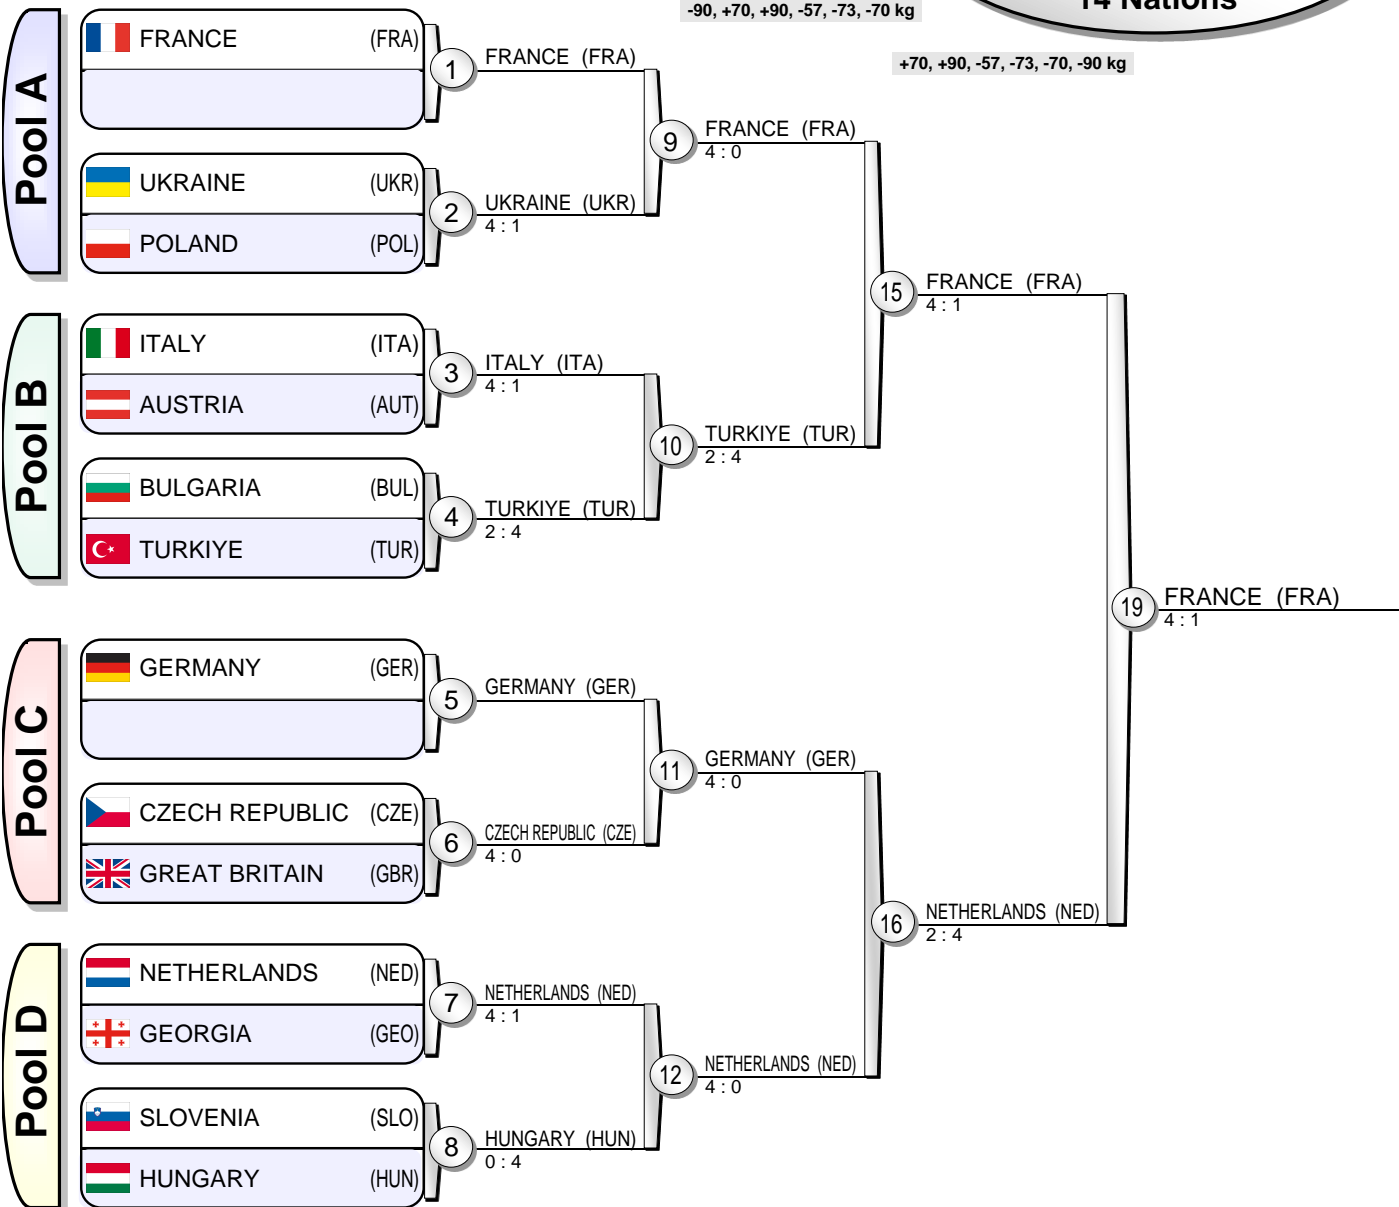 -90, +70, +90, -57, -73, -70 kg
14 Nations
+70, +90, -57, -73, -70, -90 kg
Pool A
FRANCE (FRA)
1
FRANCE (FRA)
UKRAINE (UKR)
POLAND (POL)
2
UKRAINE (UKR)
4 : 1
9
FRANCE (FRA)
4 : 0
Pool B
ITALY (ITA)
AUSTRIA (AUT)
3
ITALY (ITA)
4 : 1
BULGARIA (BUL)
TURKIYE (TUR)
4
TURKIYE (TUR)
2 : 4
10
TURKIYE (TUR)
2 : 4
15
FRANCE (FRA)
4 : 1
Pool C
GERMANY (GER)
5
GERMANY (GER)
CZECH REPUBLIC (CZE)
GREAT BRITAIN (GBR)
6
CZECH REPUBLIC (CZE)
4 : 0
11
GERMANY (GER)
4 : 0
Pool D
NETHERLANDS (NED)
GEORGIA (GEO)
7
NETHERLANDS (NED)
4 : 1
SLOVENIA (SLO)
HUNGARY (HUN)
8
HUNGARY (HUN)
0 : 4
12
NETHERLANDS (NED)
4 : 0
16
NETHERLANDS (NED)
2 : 4
19
FRANCE (FRA)
4 : 1